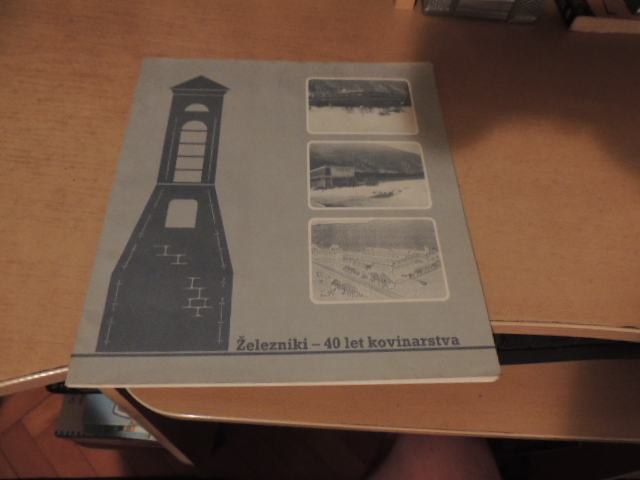 Železniki – 40 let kovinarstva